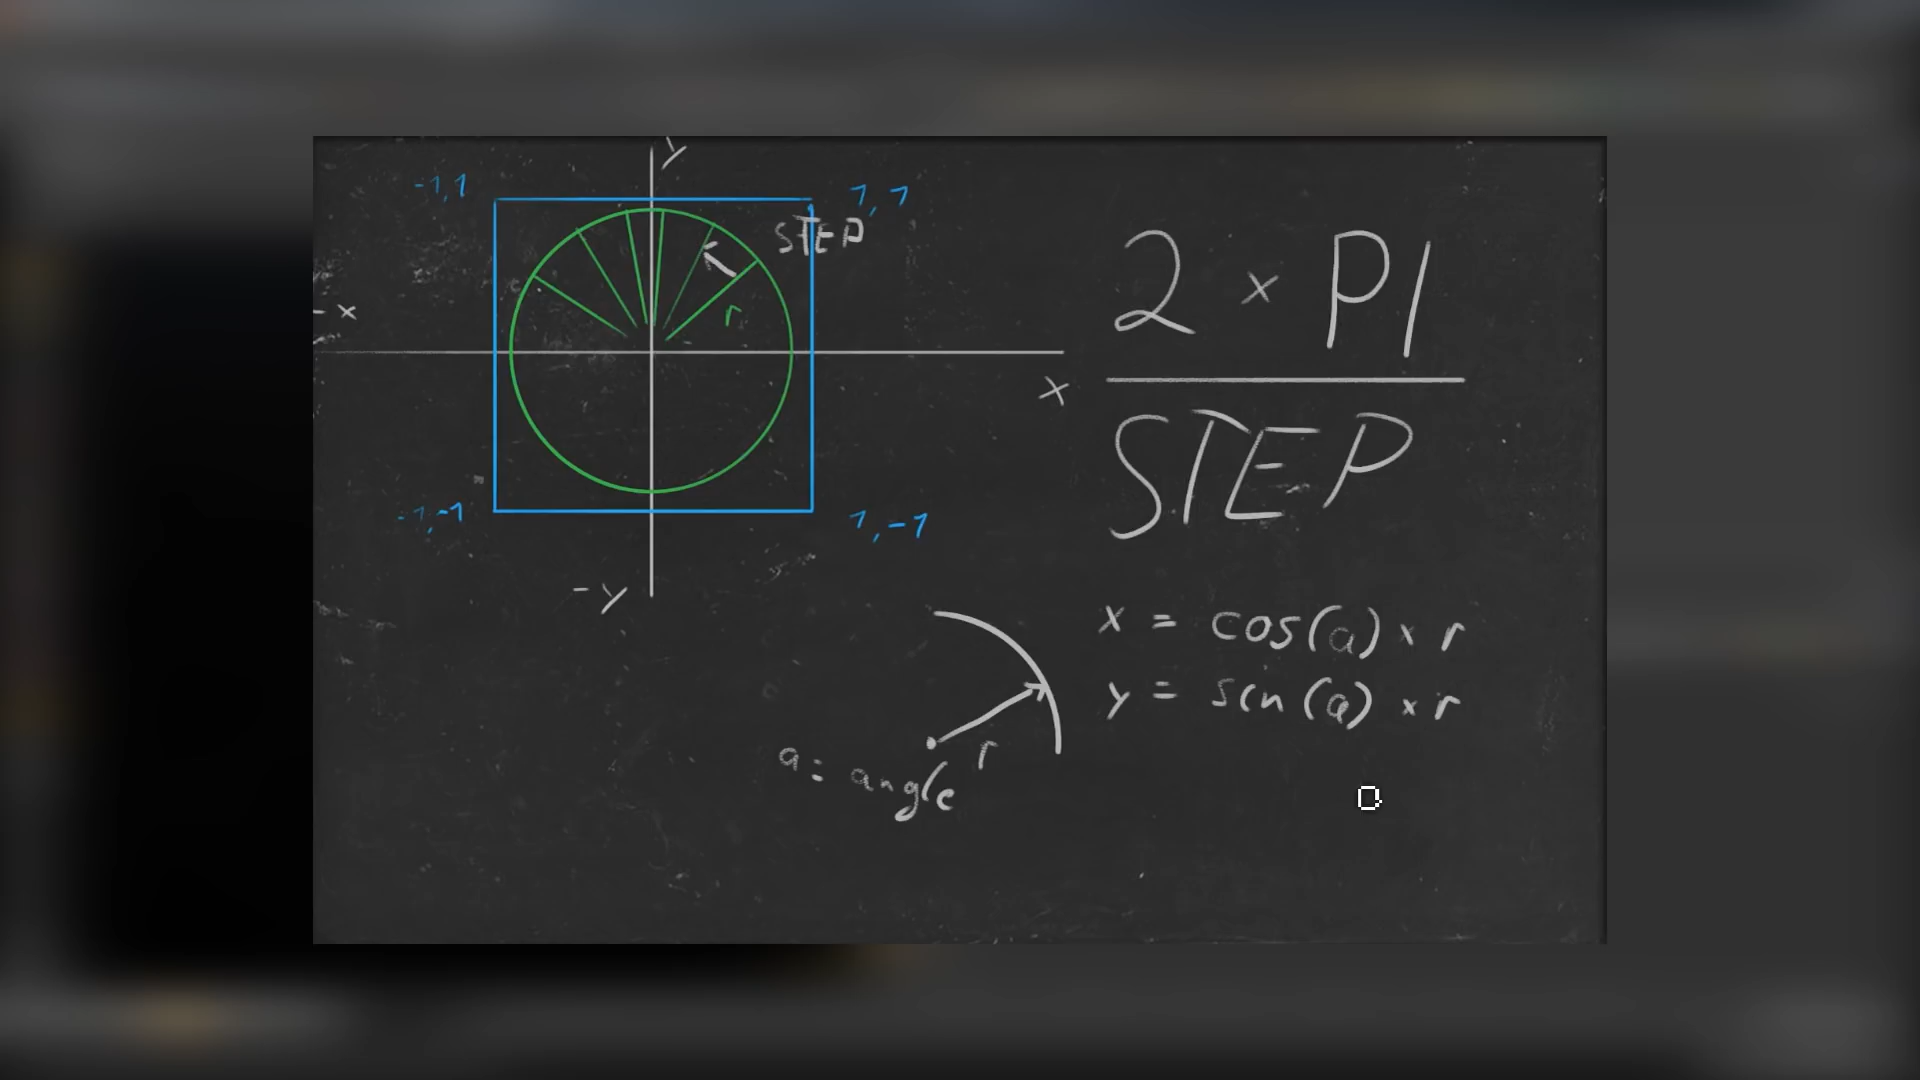 y
-1,1
1,1
STEP
r
- x
x
-1,-1
1,-1
-y
2 × PI
STEP
x = cos(a) × r
y = sin(a) × r
r
a: angle